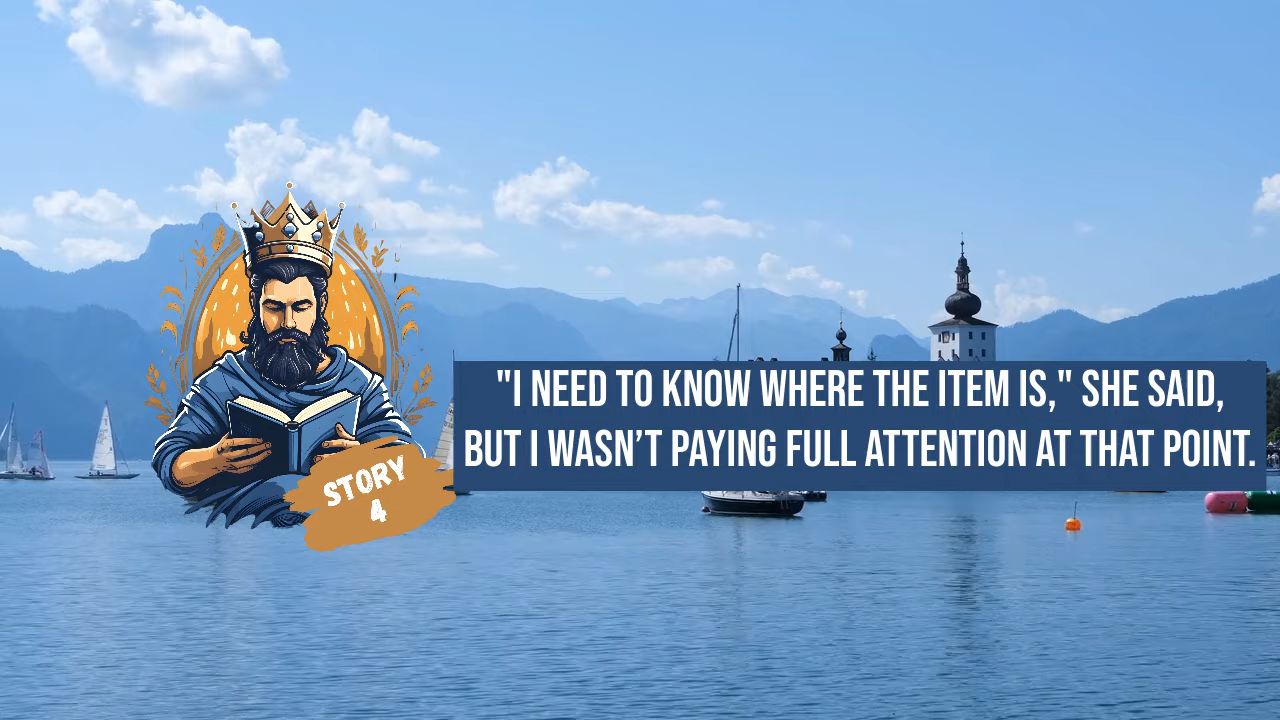 STORY
4
"I NEED TO KNOW WHERE THE ITEM IS," SHE SAID,
BUT I WASN’T PAYING FULL ATTENTION AT THAT POINT.